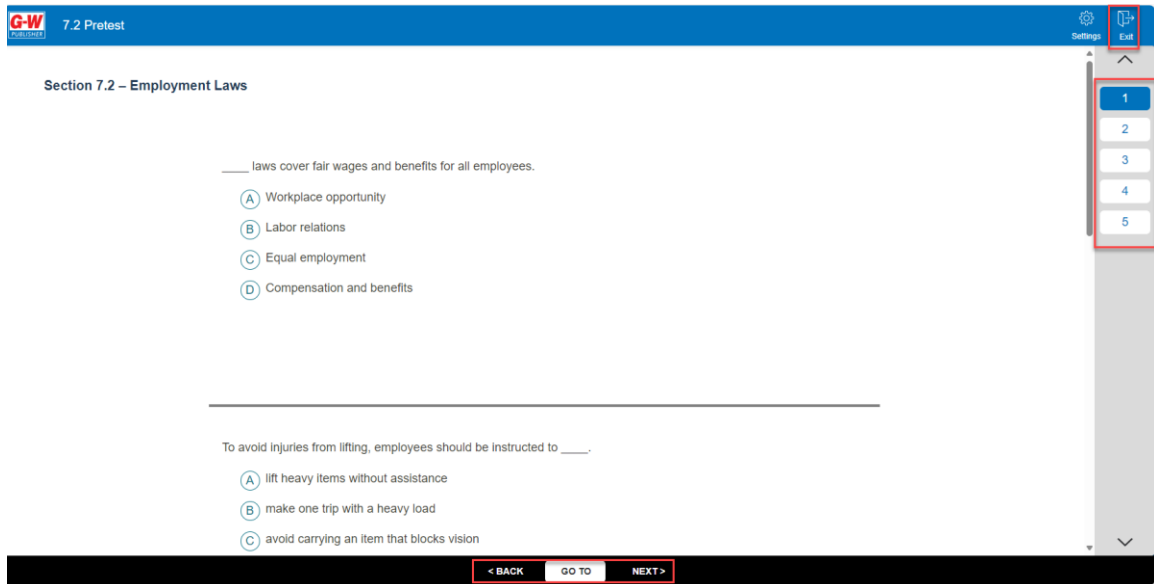 G-W
PUBLISHER
7.2 Pretest
Settings
Exit
Section 7.2 – Employment Laws
1
2
3
4
5
____ laws cover fair wages and benefits for all employees.
A Workplace opportunity
B Labor relations
C Equal employment
D Compensation and benefits
To avoid injuries from lifting, employees should be instructed to ____.
A lift heavy items without assistance
B make one trip with a heavy load
C avoid carrying an item that blocks vision
< BACK GO TO NEXT >